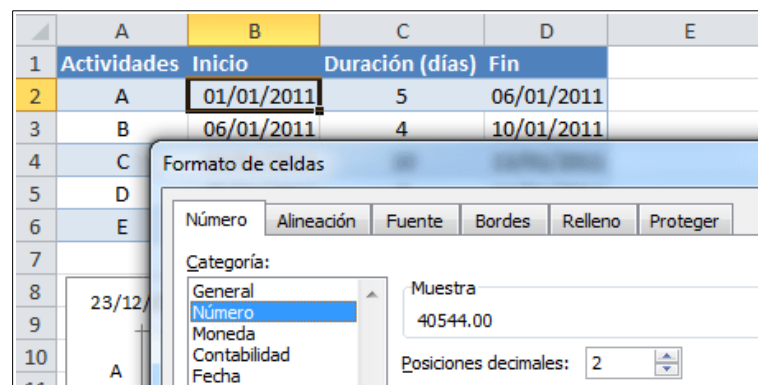 A B C D E
1 Actividades Inicio Duración (días) Fin
2 A 01/01/2011 5 06/01/2011
3 B 06/01/2011 4 10/01/2011
4 C Formato de celdas
5 D
6 E Número Alineación Fuente Bordes Relleno Proteger
7 Categoría:
8 23/12/ General Muestra
9 Número 40544.00
Moneda
10 A Contabilidad Posiciones decimales: 2
Fecha